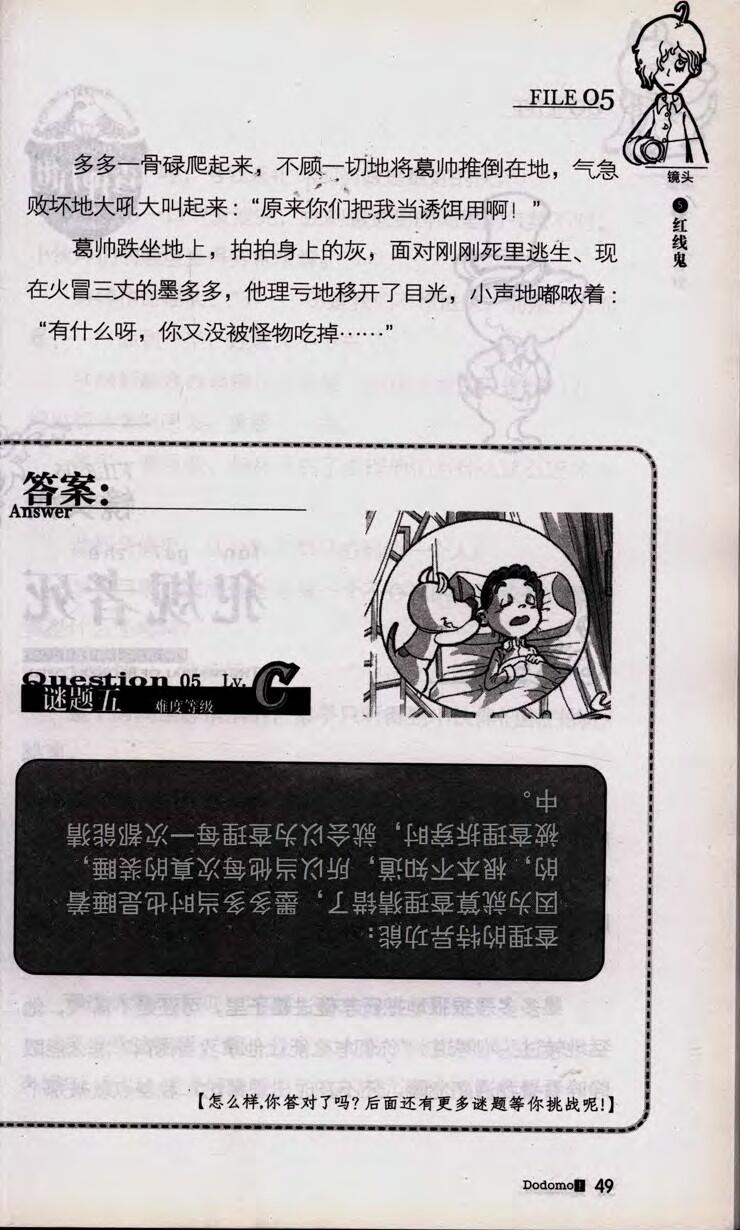 FILE 05
镜头
5
红线鬼
多多一骨碌爬起来，不顾一切地将葛帅推倒在地，气急
败坏地大吼大叫起来：“原来你们把我当诱饵用啊！”
葛帅跌坐地上，拍拍身上的灰，面对刚刚死里逃生、现
在火冒三丈的墨多多，他理亏地移开了目光，小声地嘟哝着：
“有什么呀，你又没被怪物吃掉……”
答案：
Answer
Question 05 Lv. C
谜题五 难度等级
查理的特异功能：
因为就算查理猜错了，墨多多当时也是睡着
的，根本不知道，所以当他每次真的装睡，
被查理拆穿时，就会以为查理每一次都能猜
中。
【怎么样,你答对了吗？后面还有更多谜题等你挑战呢!】
Dodomo! 49